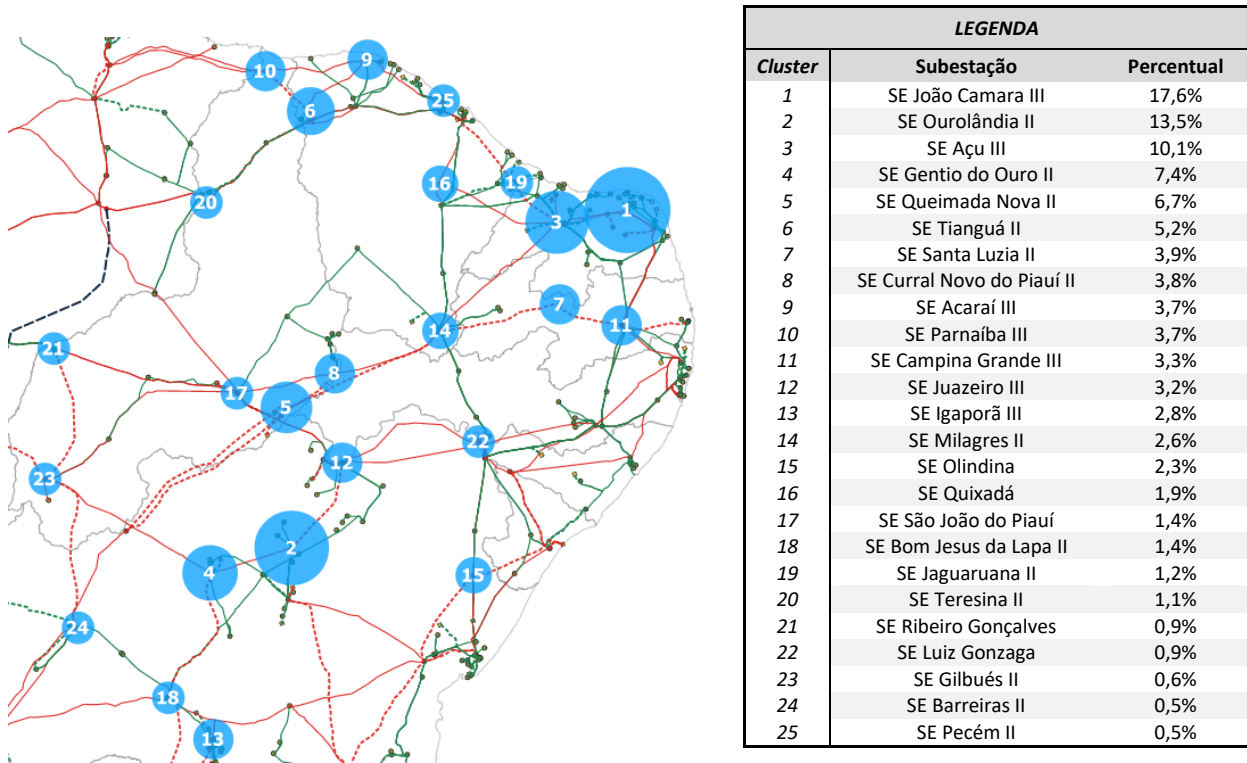 9
10
25
6
16
19
20
3
1
7
14
11
21
8
17
5
22
12
23
2
4
15
24
18
13
LEGENDA
Cluster Subestação Percentual
1 SE João Camara III 17,6%
2 SE Ourolândia II 13,5%
3 SE Açu III 10,1%
4 SE Gentio do Ouro II 7,4%
5 SE Queimada Nova II 6,7%
6 SE Tianguá II 5,2%
7 SE Santa Luzia II 3,9%
8 SE Curral Novo do Piauí II 3,8%
9 SE Acaraí III 3,7%
10 SE Parnaíba III 3,7%
11 SE Campina Grande III 3,3%
12 SE Juazeiro III 3,2%
13 SE Igaporã III 2,8%
14 SE Milagres II 2,6%
15 SE Olindina 2,3%
16 SE Quixadá 1,9%
17 SE São João do Piauí 1,4%
18 SE Bom Jesus da Lapa II 1,4%
19 SE Jaguaruana II 1,2%
20 SE Teresina II 1,1%
21 SE Ribeiro Gonçalves 0,9%
22 SE Luiz Gonzaga 0,9%
23 SE Gilbués II 0,6%
24 SE Barreiras II 0,5%
25 SE Pecém II 0,5%